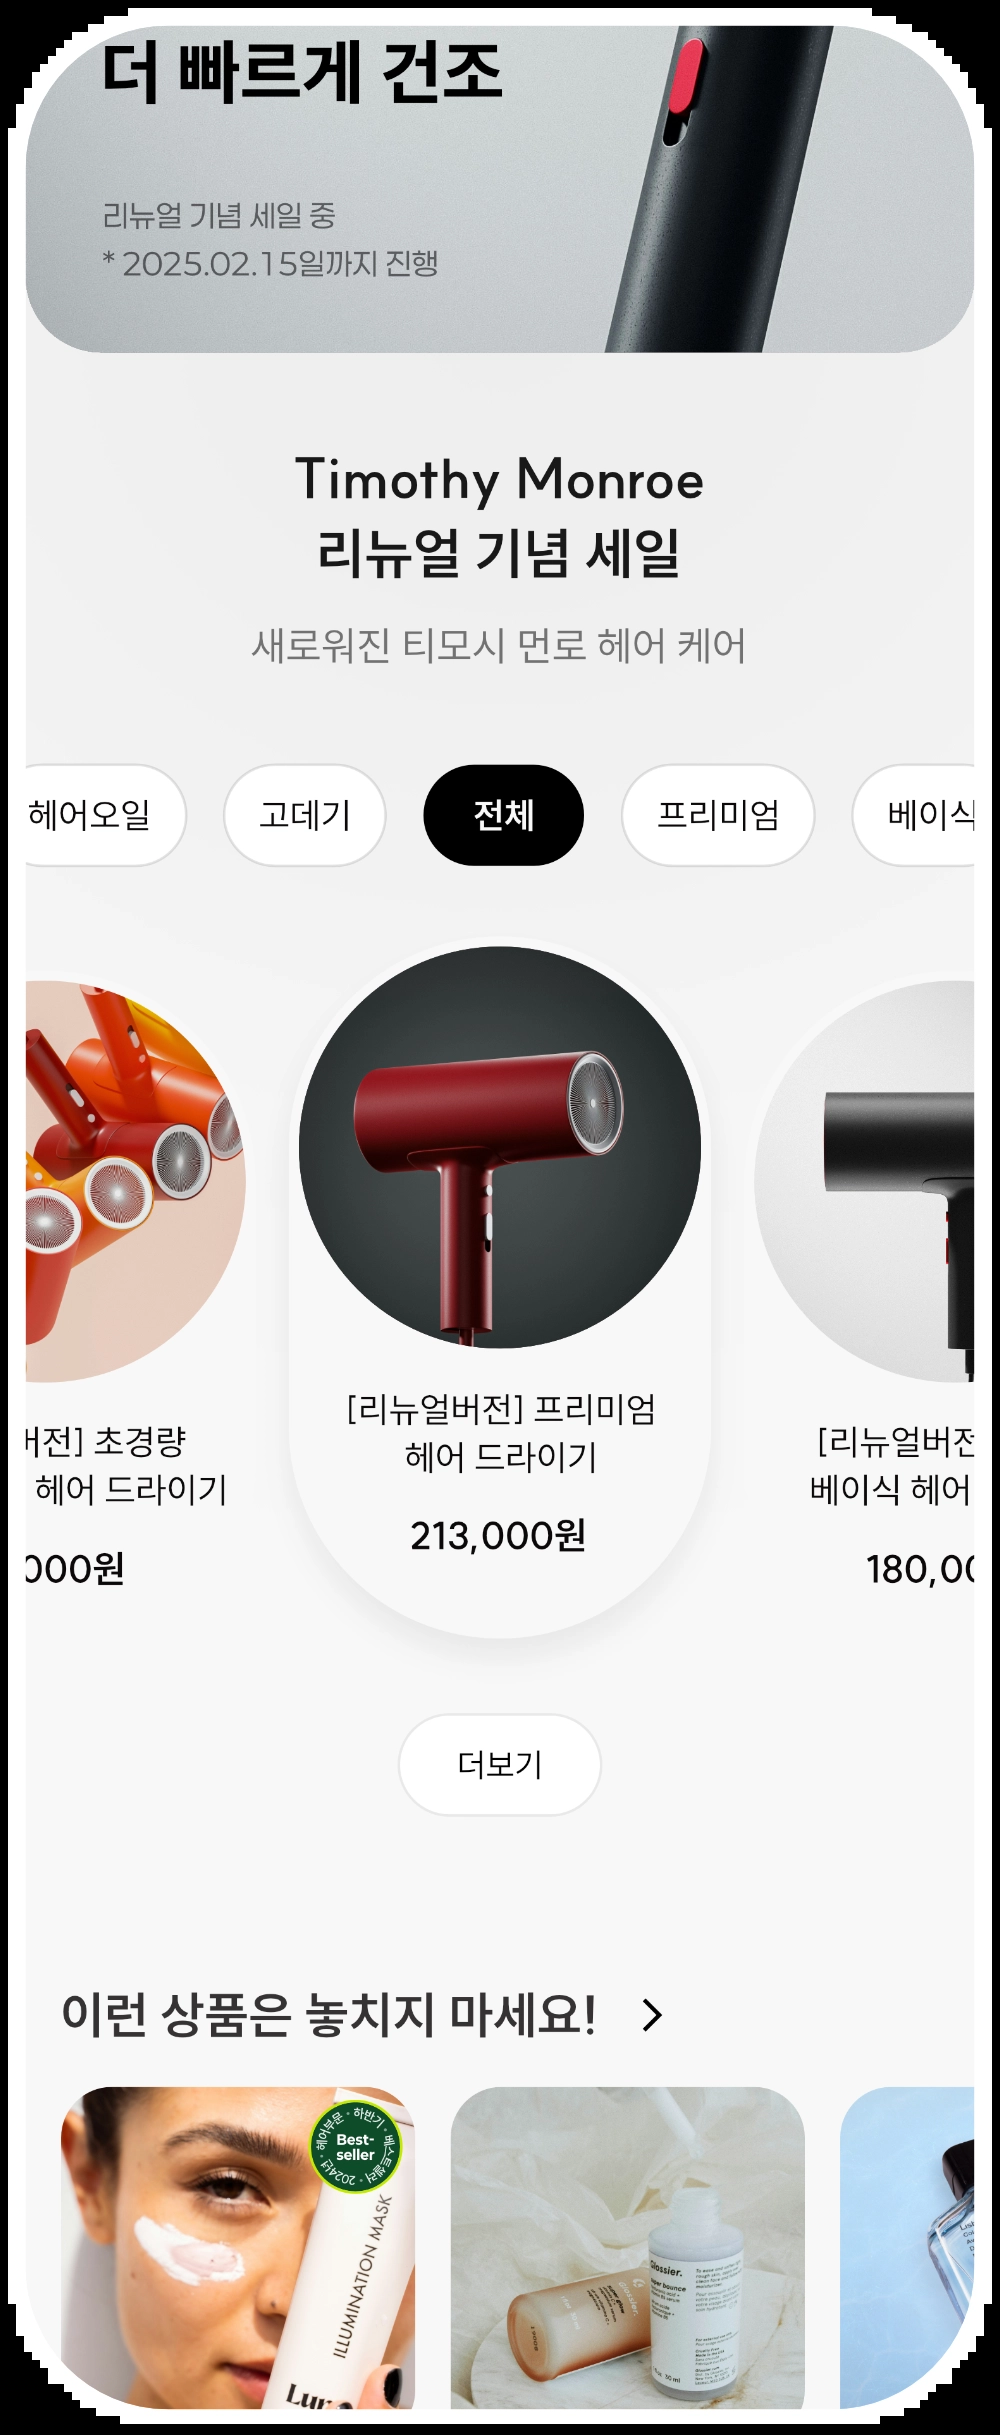 더 빠르게 건조
리뉴얼 기념 세일 중
* 2025.02.15일까지 진행
Timothy Monroe
리뉴얼 기념 세일
새로워진 티모시 먼로 헤어 케어
헤어오일
고데기
전체
프리미엄
베이식
버전] 초경량
헤어 드라이기
000원
[리뉴얼버전] 프리미엄
헤어 드라이기
213,000원
[리뉴얼버전
베이식 헤어
180,00
더보기
이런 상품은 놓치지 마세요!
2024년 · 헤어부문 · 하반기 · 베스트셀러
Best-
seller
ILLUMINATION MASK
Glossier.
super glow
Glossier.
super bounce
50 ml